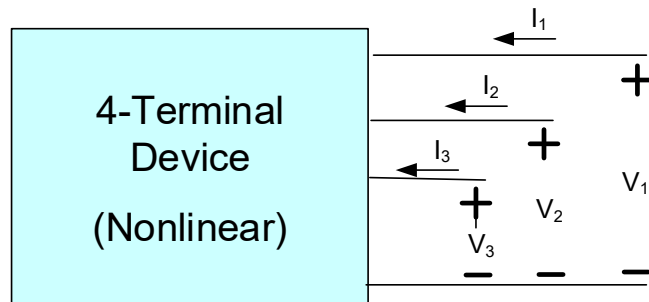 4-Terminal
Device
(Nonlinear)
I₁
I₂
I₃
+
+
+
V₁
V₂
V₃
− − −